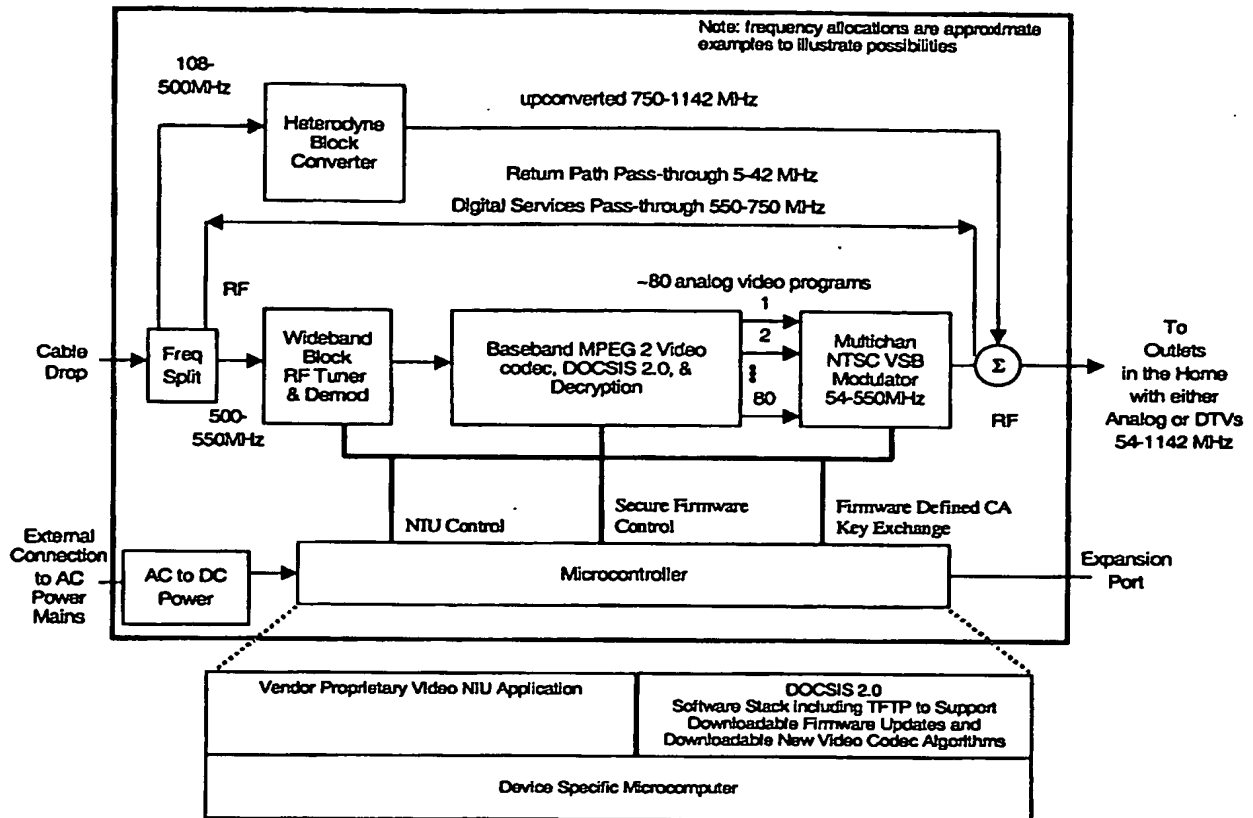 Note: frequency allocations are approximate
examples to illustrate possibilities
108-
500MHz
Heterodyne
Block
Converter
upconverted 750-1142 MHz
Return Path Pass-through 5-42 MHz
Digital Services Pass-through 550-750 MHz
RF
~80 analog video programs
Cable
Drop
Freq
Split
500-
550MHz
Wideband
Block
RF Tuner
& Demod
Baseband MPEG 2 Video
codec, DOCSIS 2.0, &
Decryption
1
2
80
Multichan
NTSC VSB
Modulator
54-550MHz
Σ
RF
To
Outlets
in the Home
with either
Analog or DTVs
54-1142 MHz
NIU Control
Secure Firmware
Control
Firmware Defined CA
Key Exchange
External
Connection
to AC
Power
Mains
AC to DC
Power
Microcontroller
Expansion
Port
Vendor Proprietary Video NIU Application
DOCSIS 2.0
Software Stack including TFTP to Support
Downloadable Firmware Updates and
Downloadable New Video Codec Algorithms
Device Specific Microcomputer